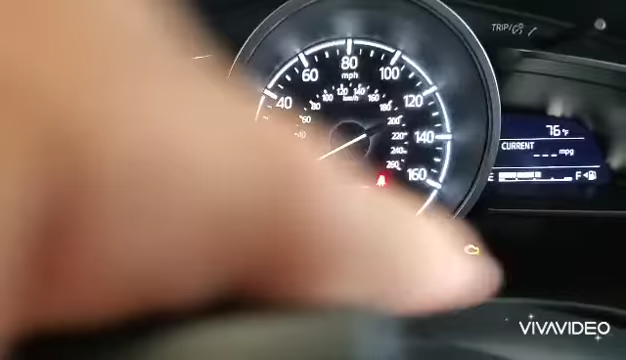 TRIP/
80
60 100
mph
40 120
100 120 140 160
km/h
80 180
60 200
40 220
140
240
260
160
76°F
CURRENT
--- mpg
E F
VIVAVIDEO